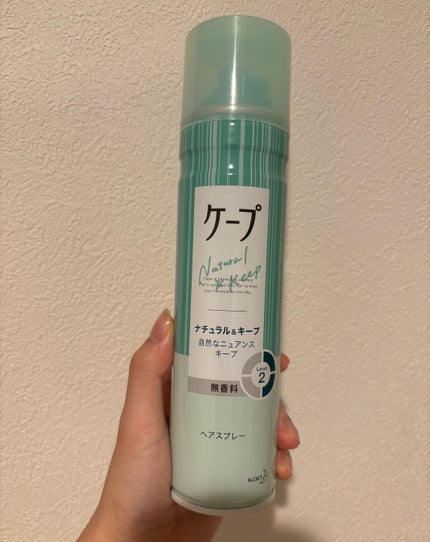 ケープ
Natural
& Keep
ナチュラル&キープ
自然なニュアンス
キープ
Level
2
無香料
ヘアスプレー
Kao